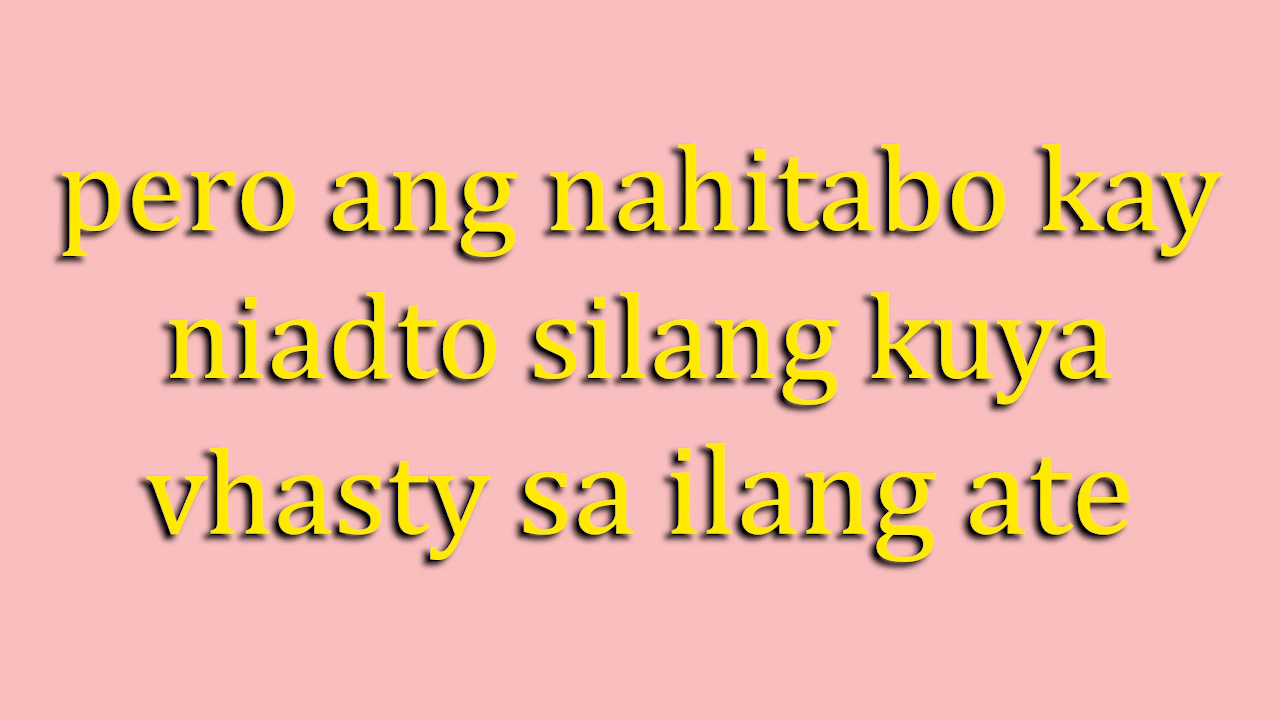 pero ang nahitabo kay
niadto silang kuya
vhasty sa ilang ate